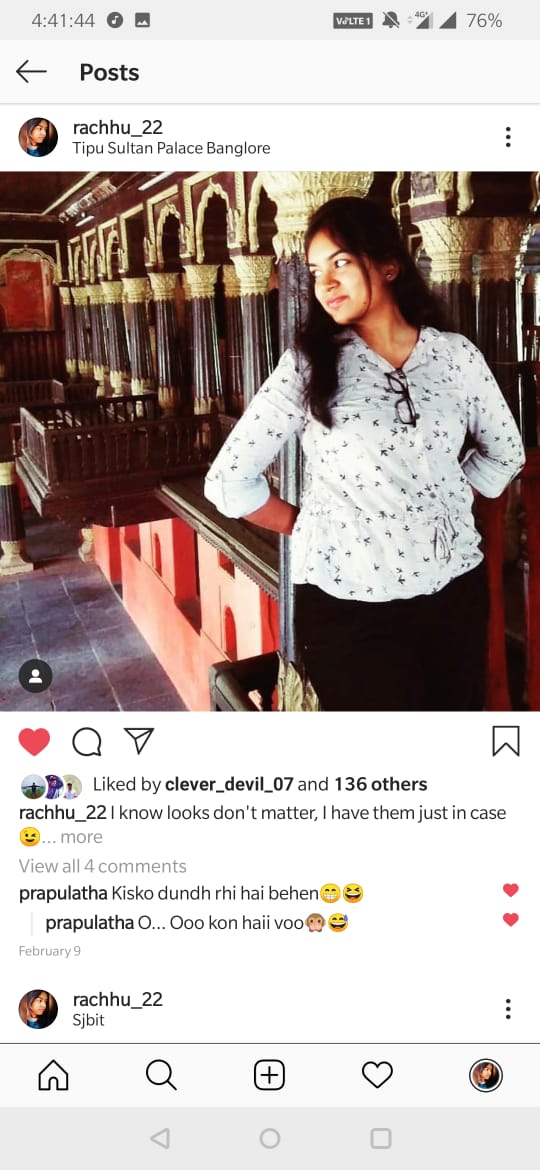 4:41:44 VoLTE 1 4G+ 76%
Posts
rachhu_22
Tipu Sultan Palace Banglore
Liked by clever_devil_07 and 136 others
rachhu_22 I know looks don't matter, I have them just in case
😉... more
View all 4 comments
prapulatha Kisko dundh rhi hai behen😁😆
prapulatha O... Ooo kon haii voo🙊😅
February 9
rachhu_22
Sjbit